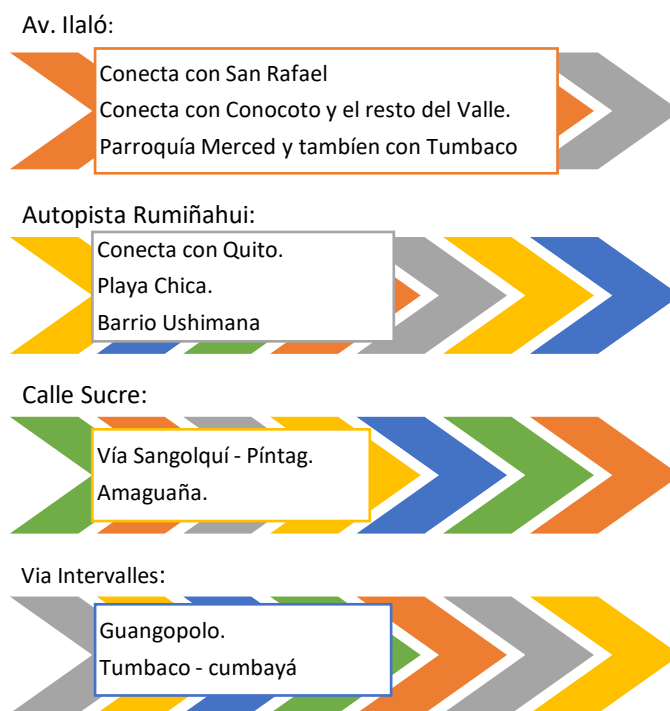 Av. Ilaló:
Conecta con San Rafael
Conecta con Conocoto y el resto del Valle.
Parroquía Merced y tambíen con Tumbaco
Autopista Rumiñahui:
Conecta con Quito.
Playa Chica.
Barrio Ushimana
Calle Sucre:
Vía Sangolquí - Píntag.
Amaguaña.
Via Intervalles:
Guangopolo.
Tumbaco - cumbayá